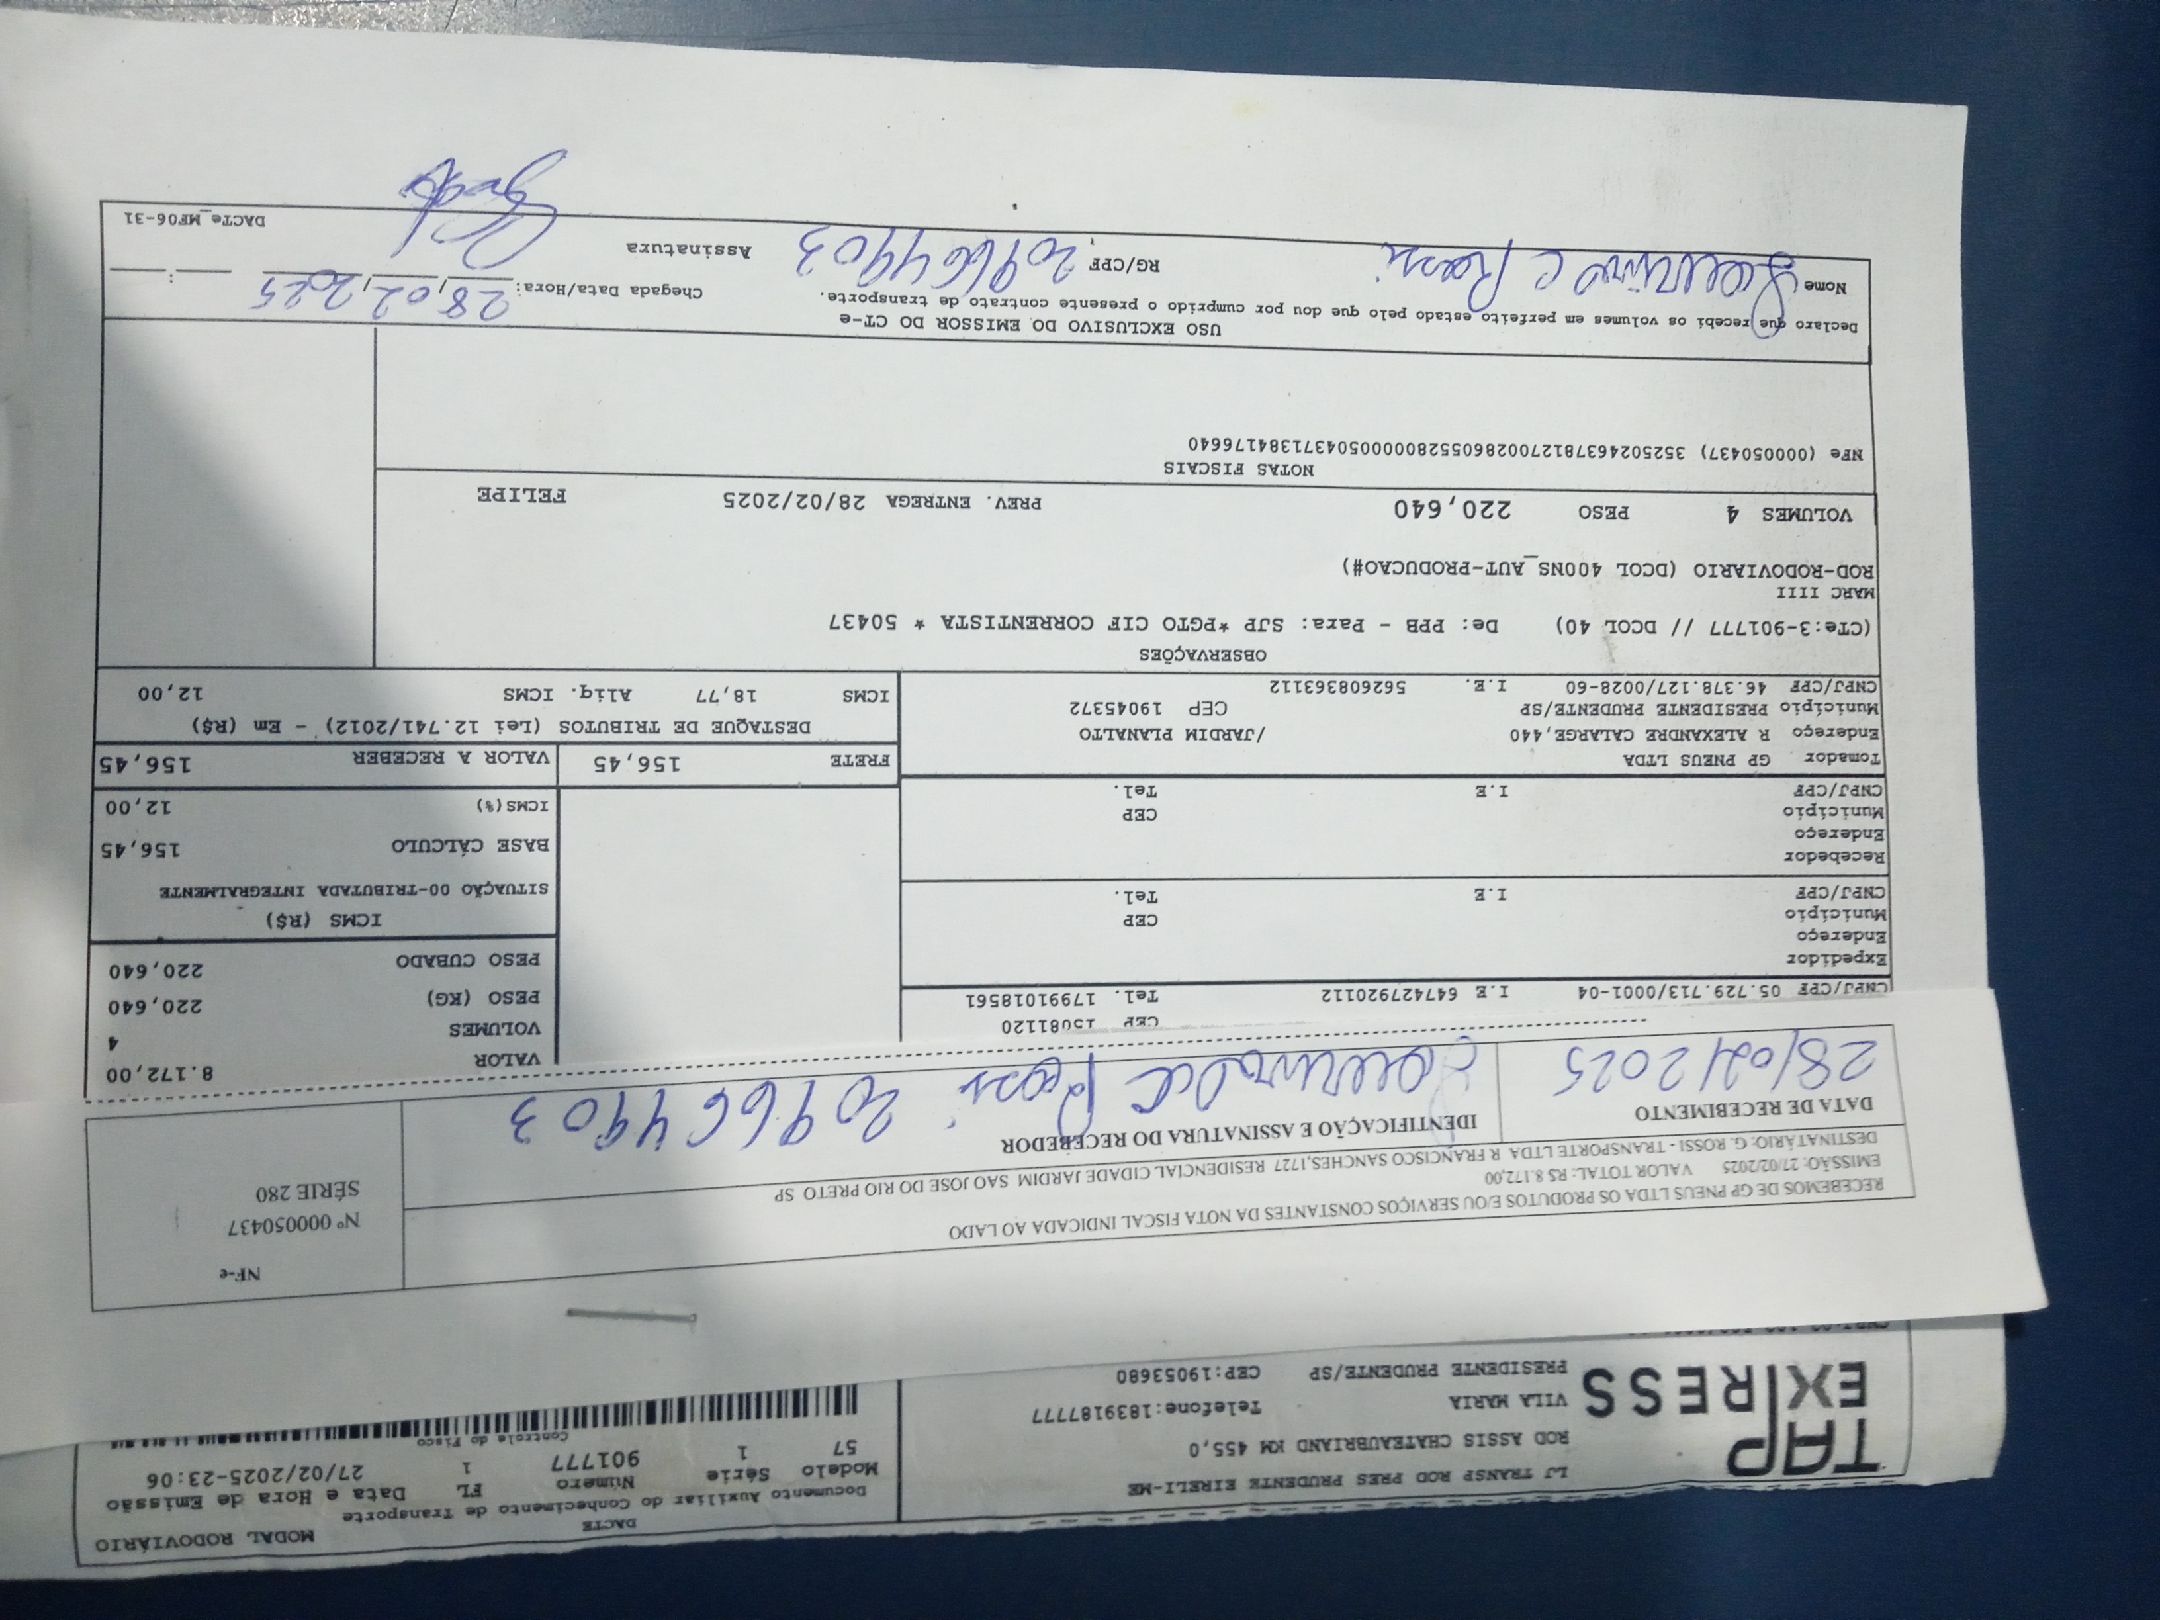 TAP
EXPRESS
LJ TRANSP ROD PRES PRUDENTE EIRELI-ME
ROD ASSIS CHATEAUBRIAND KM 455,0
VILA MARIA Telefone:1839187777
PRESIDENTE PRUDENTE/SP CEP:19053680
DACTE MODAL RODOVIÁRIO
Documento Auxiliar do Conhecimento de Transporte
Modelo Série Número FL Data e Hora de Emissão
57 1 901777 1 27/02/2025-23:06
Controle do Fisco
RECEBEMOS DE GP PNEUS LTDA OS PRODUTOS E/OU SERVIÇOS CONSTANTES DA NOTA FISCAL INDICADA AO LADO
EMISSÃO: 27/02/2025 VALOR TOTAL: R$ 8.172,00
DESTINATÁRIO: G. ROSSI - TRANSPORTE LTDA R FRANCISCO SANCHES,1727 RESIDENCIAL CIDADE JARDIM SAO JOSE DO RIO PRETO SP
NF-e
Nº 000050437
SÉRIE 280
DATA DE RECEBIMENTO
28/02/2025
IDENTIFICAÇÃO E ASSINATURA DO RECEBEDOR
Rossi 209664903
CEP 15081120
CNPJ/CPF 05.729.713/0001-04 I.E 647427920112 Tel. 17991018561
Expedidor
Endereço
Município CEP
CNPJ/CPF I.E Tel.
Recebedor
Endereço
Município CEP
CNPJ/CPF I.E Tel.
Tomador GP PNEUS LTDA
Endereço R ALEXANDRE CALARGE,440 /JARDIM PLANALTO
Município PRESIDENTE PRUDENTE/SP CEP 19045372
CNPJ/CPF 46.378.127/0028-60 I.E. 562608363112
VALOR 8.172,00
VOLUMES 4
PESO (KG) 220,640
PESO CUBADO 220,640
ICMS (R$)
SITUAÇÃO 00-TRIBUTADA INTEGRALMENTE
BASE CÁLCULO 156,45
ICMS(%) 12,00
FRETE 156,45 VALOR A RECEBER 156,45
DESTAQUE DE TRIBUTOS (Lei 12.741/2012) - Em (R$)
ICMS 18,77 Aliq. ICMS 12,00
OBSERVAÇÕES
(CTe:3-901777 // DCOL 40) De: PPB - Para: SJP *PGTO CIF CORRENTISTA * 50437
MARC IIII
ROD-RODOVIARIO (DCOL 400NS_AUT-PRODUCAO#)
VOLUMES 4 PESO 220,640 PREV. ENTREGA 28/02/2025 FELIPE
NOTAS FISCAIS
NFe (000050437) 35250246378127002860552800000504371384176640
USO EXCLUSIVO DO EMISSOR DO CT-e
Declaro que recebi os volumes em perfeito estado pelo que dou por cumprido o presente contrato de transporte.
Chegada Data/Hora: 28,02,2025 __:__
Nome Rossi RG/CPF 209664903 Assinatura
DACTe_MF06-31